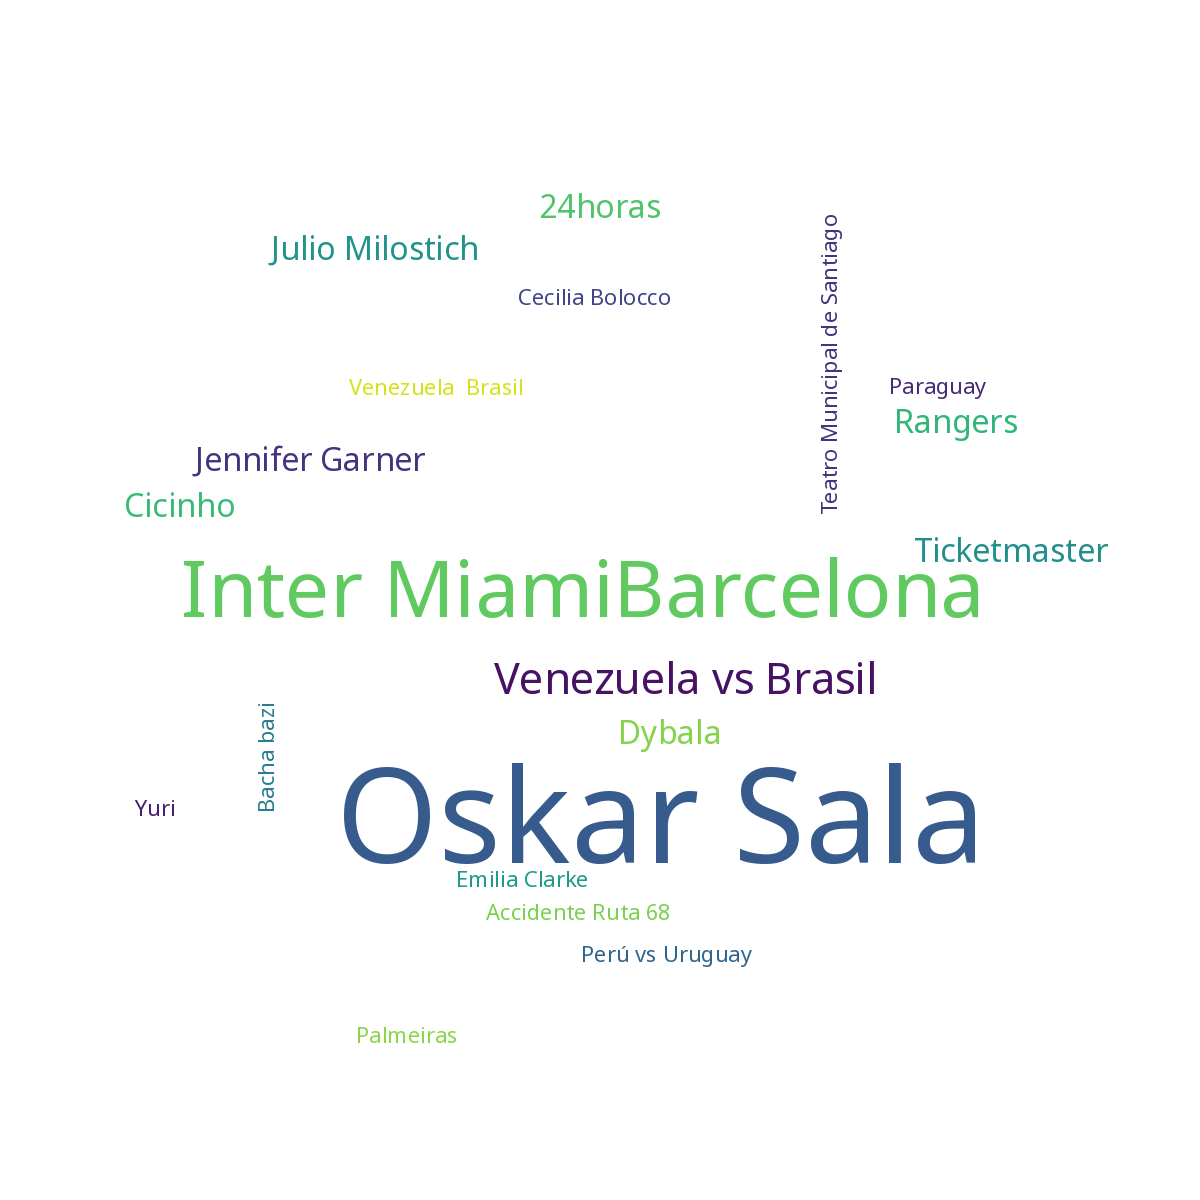 24horas
Julio Milostich
Cecilia Bolocco
Teatro Municipal de Santiago
Venezuela  Brasil
Paraguay
Rangers
Jennifer Garner
Cicinho
Ticketmaster
Inter MiamiBarcelona
Venezuela vs Brasil
Dybala
Bacha bazi
Yuri
Oskar Sala
Emilia Clarke
Accidente Ruta 68
Perú vs Uruguay
Palmeiras